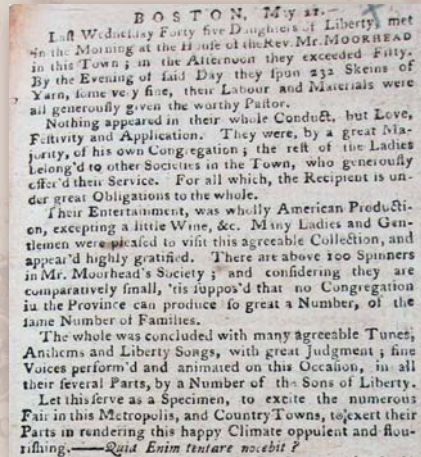 BOSTON, May 21.
Last Wednesday Forty five Daughters of Liberty met
in the Morning at the House of the Rev. Mr. MOORHEAD
in this Town; in the Afternoon they exceeded Fifty.
By the Evening of said Day they spun 232 Skeins of
Yarn, some very fine, their Labour and Materials were
all generously given the worthy Pastor.
Nothing appeared in their whole Conduct, but Love,
Festivity and Application. They were, by a great Ma-
jority, of his own Congregation; the rest of the Ladies
belong'd to other Societies in the Town, who generously
offer'd their Service. For all which, the Recipient is un-
der great Obligations to the whole.
Their Entertainment, was wholly American Producti-
on, excepting a little Wine, &c. Many Ladies and Gen-
tlemen were pleased to visit this agreeable Collection, and
appear'd highly gratified. There are above 100 Spinners
in Mr. Moorhead's Society; and considering they are
comparatively small, 'tis suppos'd that no Congregation
in the Province can produce so great a Number, of the
same Number of Families.
The whole was concluded with many agreeable Tunes,
Anthems and Liberty Songs, with great Judgment; fine
Voices perform'd and animated on this Occasion, in all
their several Parts, by a Number of the Sons of Liberty.
Let this serve as a Specimen, to excite the numerous
Fair in this Metropolis, and Country Towns, to exert their
Parts in rendering this happy Climate oppulent and flou-
rishing.——Quid Enim tentare nocebit?